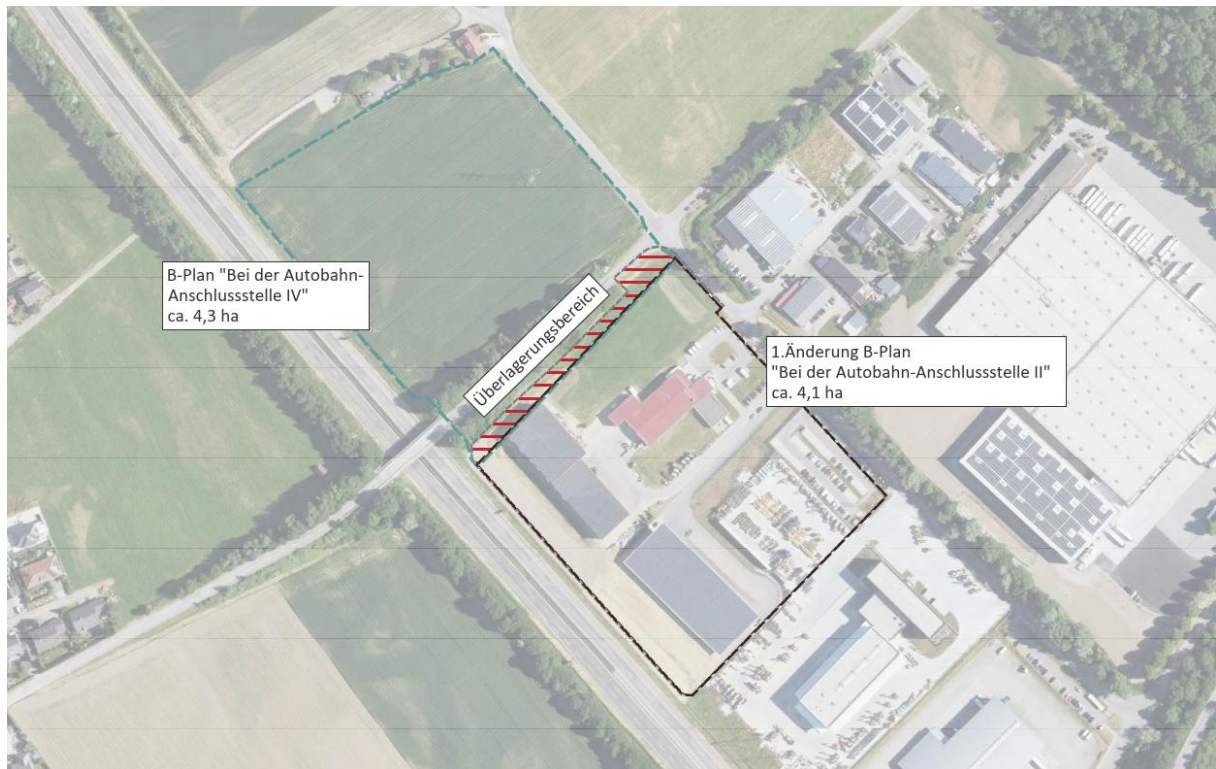 B-Plan "Bei der Autobahn-
Anschlussstelle IV"
ca. 4,3 ha
Überlagerungsbereich
1.Änderung B-Plan
"Bei der Autobahn-Anschlussstelle II"
ca. 4,1 ha